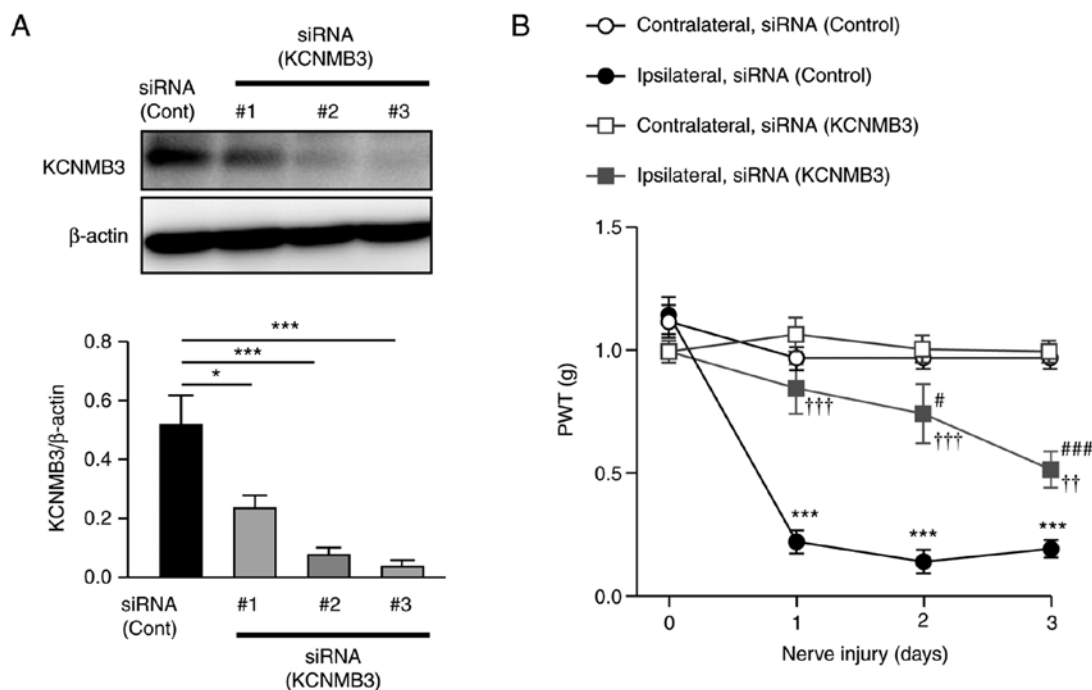 A
siRNA
(KCNMB3)
siRNA
(Cont)
#1
#2
#3
KCNMB3
β-actin
KCNMB3/β-actin
0.8
0.6
0.4
0.2
0.0
***
***
*
siRNA
(Cont)
#1
#2
#3
siRNA
(KCNMB3)
B
Contralateral, siRNA (Control)
Ipsilateral, siRNA (Control)
Contralateral, siRNA (KCNMB3)
Ipsilateral, siRNA (KCNMB3)
PWT (g)
1.5
1.0
0.5
0.0
†††
#
†††
###
††
***
***
***
0
1
2
3
Nerve injury (days)